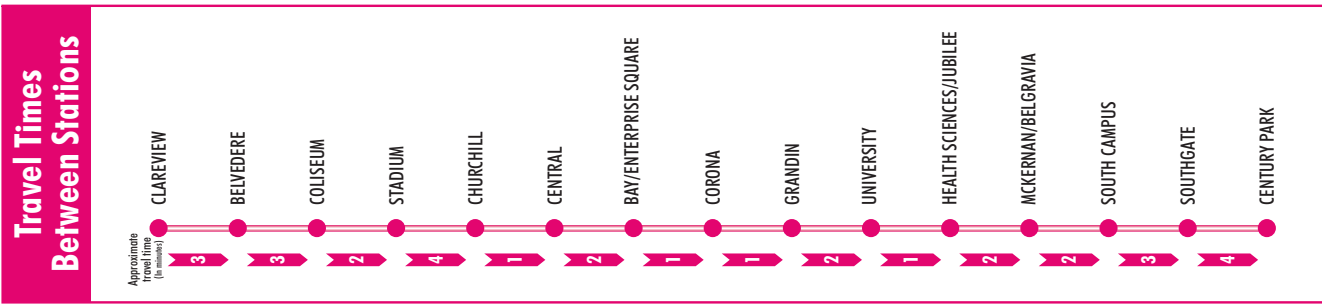 Travel Times
Between Stations
Approximate
travel time
(In minutes)
CLAREVIEW
BELVEDERE
COLISEUM
STADIUM
CHURCHILL
CENTRAL
BAY/ENTERPRISE SQUARE
CORONA
GRANDIN
UNIVERSITY
HEALTH SCIENCES/JUBILEE
MCKERNAN/BELGRAVIA
SOUTH CAMPUS
SOUTHGATE
CENTURY PARK
3
3
2
4
1
2
1
1
2
1
2
2
3
4